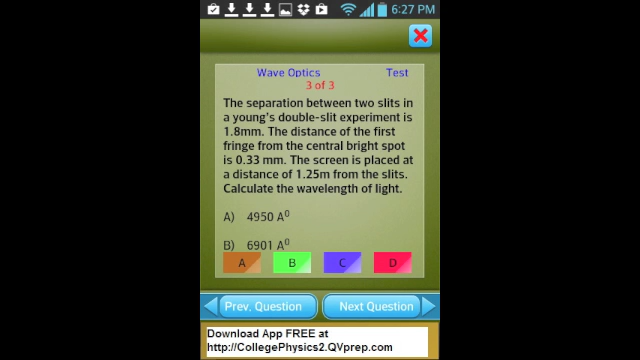 6:27 PM
Wave Optics Test
3 of 3
The separation between two slits in
a young's double-slit experiment is
1.8mm. The distance of the first
fringe from the central bright spot
is 0.33 mm. The screen is placed at
a distance of 1.25m from the slits.
Calculate the wavelength of light.
A) 4950 A⁰
B) 6901 A⁰
A B C D
Prev. Question Next Question
Download App FREE at
http://CollegePhysics2.QVprep.com